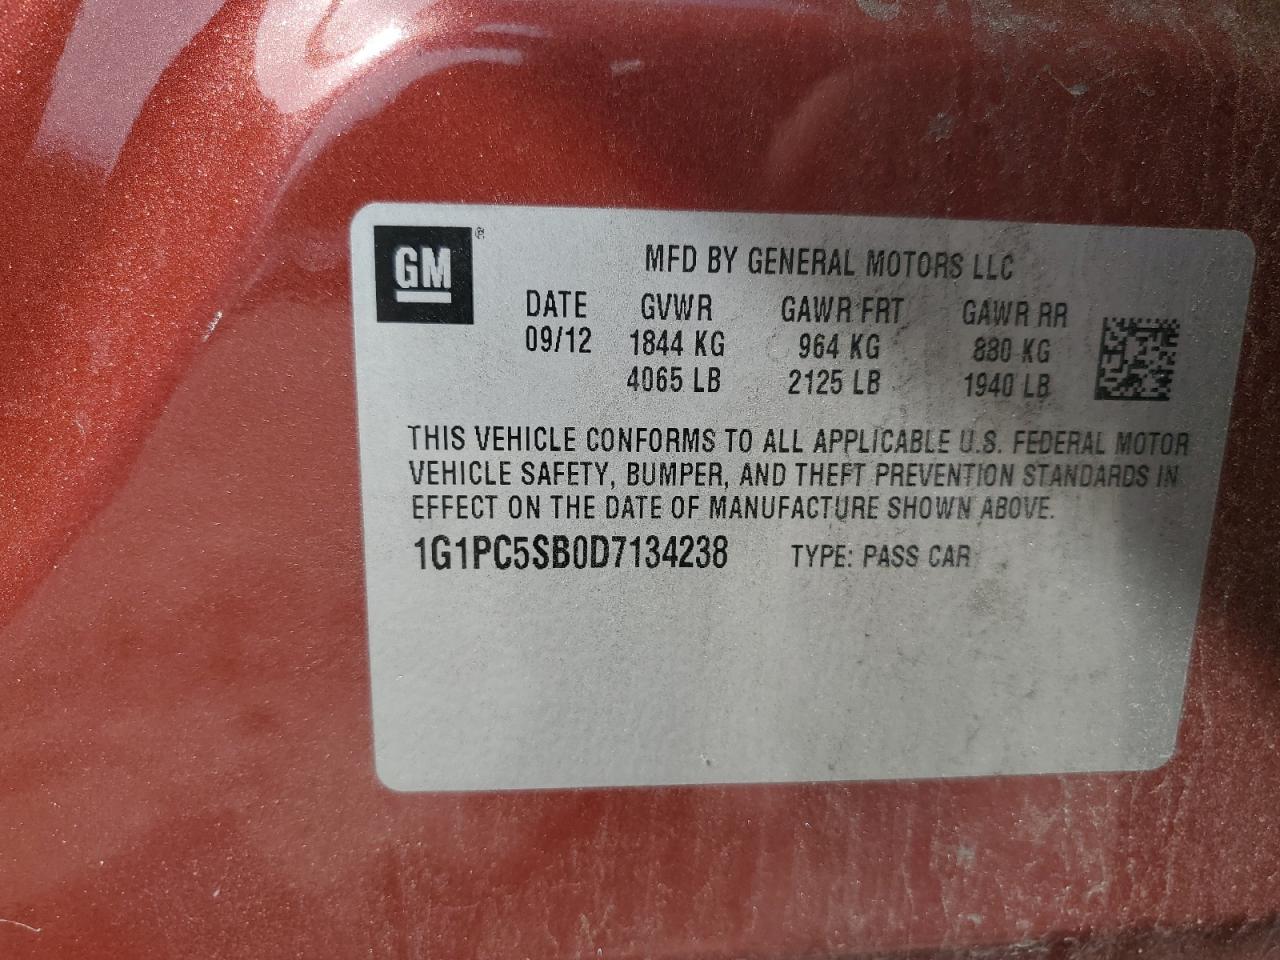 GM ®
MFD BY GENERAL MOTORS LLC
DATE GVWR GAWR FRT GAWR RR
09/12 1844 KG 964 KG 880 KG
4065 LB 2125 LB 1940 LB
THIS VEHICLE CONFORMS TO ALL APPLICABLE U.S. FEDERAL MOTOR
VEHICLE SAFETY, BUMPER, AND THEFT PREVENTION STANDARDS IN
EFFECT ON THE DATE OF MANUFACTURE SHOWN ABOVE.
1G1PC5SB0D7134238 TYPE: PASS CAR